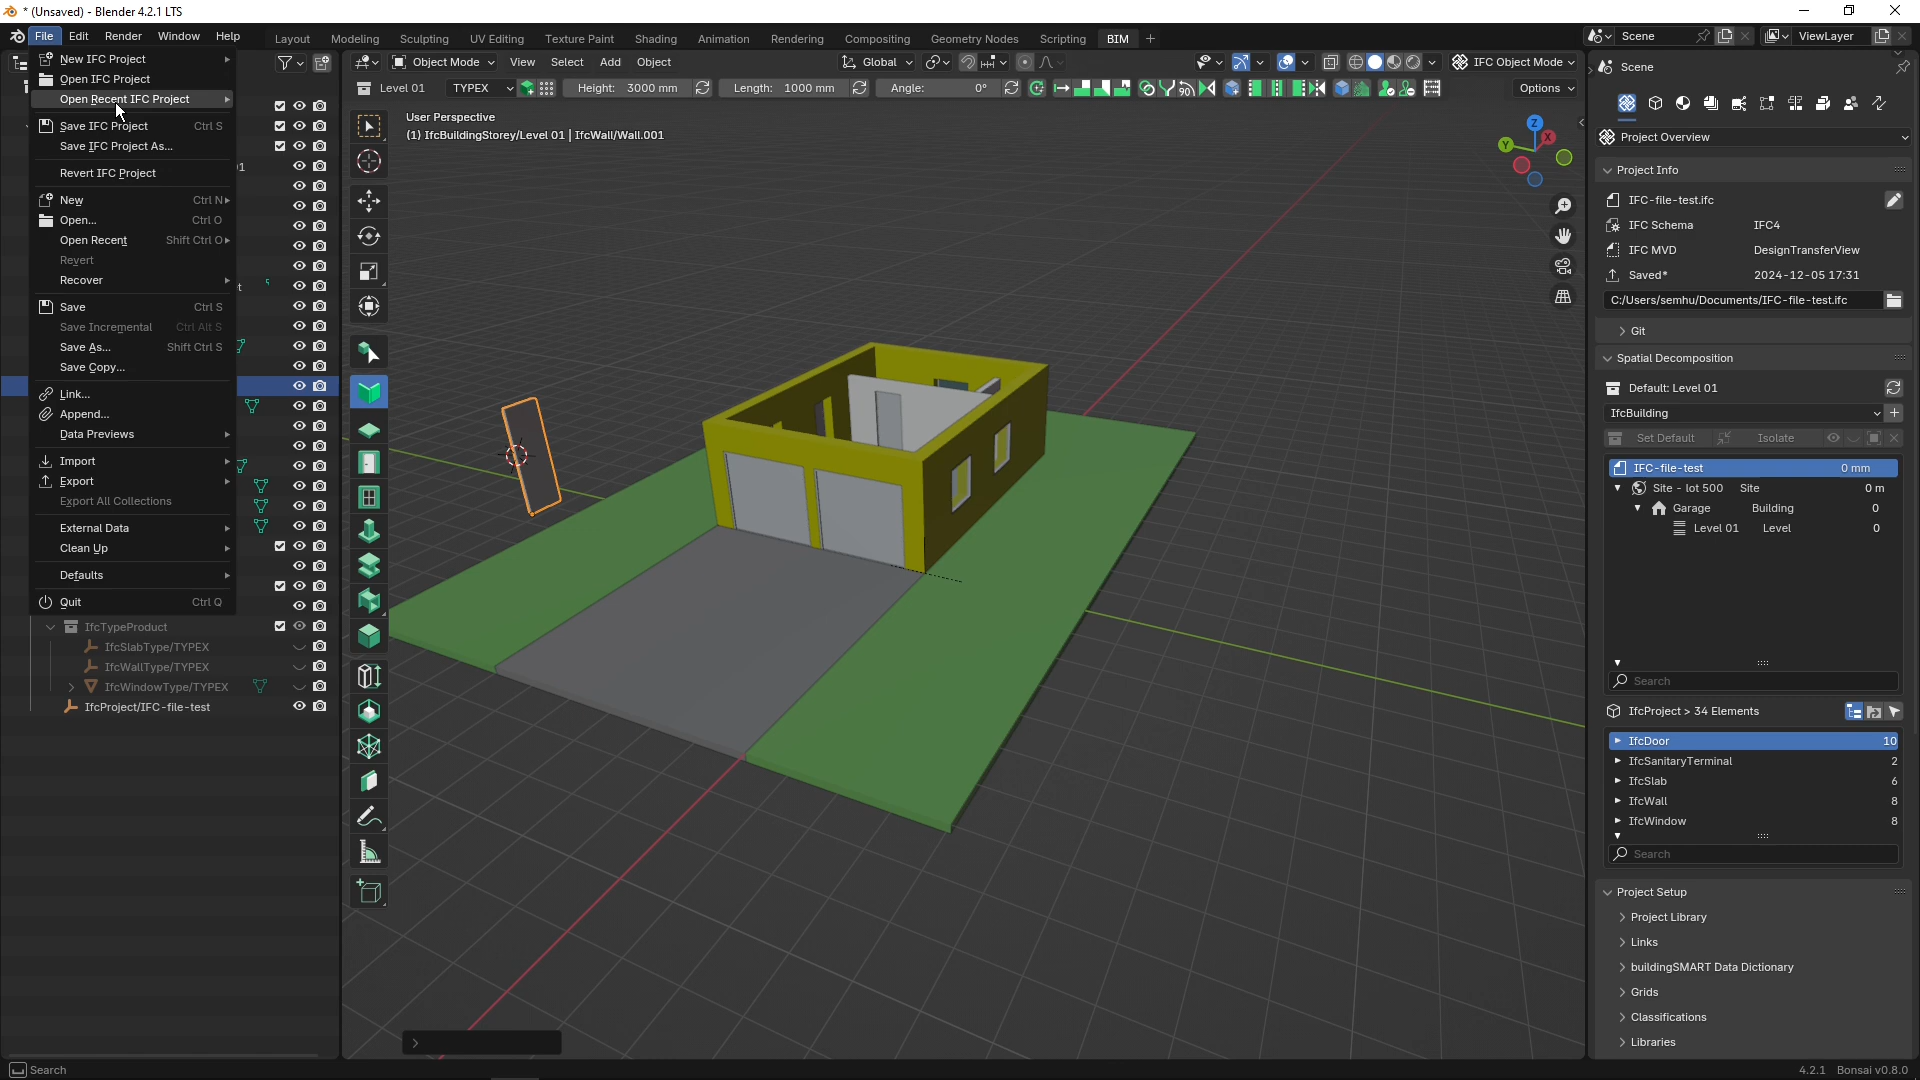 * (Unsaved) - Blender 4.2.1 LTS
File Edit Render Window Help
Layout Modeling Sculpting UV Editing Texture Paint Shading Animation Rendering Compositing Geometry Nodes Scripting BIM +
Scene ViewLayer
New IFC Project
Open IFC Project
Open Recent IFC Project
Save IFC Project Ctrl S
Save IFC Project As...
Revert IFC Project
New Ctrl N
Open... Ctrl O
Open Recent Shift Ctrl O
Revert
Recover
Save Ctrl S
Save Incremental Ctrl Alt S
Save As... Shift Ctrl S
Save Copy...
Link...
Append...
Data Previews
Import
Export
Export All Collections
External Data
Clean Up
Defaults
Quit Ctrl Q
1
t
IfcTypeProduct
IfcSlabType/TYPEX
IfcWallType/TYPEX
IfcWindowType/TYPEX
IfcProject/IFC-file-test
Object Mode View Select Add Object Global IFC Object Mode
Level 01 TYPEX Height: 3000 mm Length: 1000 mm Angle: 0° 90 Options
User Perspective
(1) IfcBuildingStorey/Level 01 | IfcWall/Wall.001
Z
X
Y
Scene
Project Overview
Project Info
IFC-file-test.ifc
IFC Schema IFC4
IFC MVD DesignTransferView
Saved* 2024-12-05 17:31
C:/Users/semhu/Documents/IFC-file-test.ifc
Git
Spatial Decomposition
Default: Level 01
IfcBuilding
Set Default Isolate
IFC-file-test 0 mm
Site - lot 500 Site 0 m
Garage Building 0
Level 01 Level 0
Search
IfcProject > 34 Elements
IfcDoor 10
IfcSanitaryTerminal 2
IfcSlab 6
IfcWall 8
IfcWindow 8
Search
Project Setup
Project Library
Links
buildingSMART Data Dictionary
Grids
Classifications
Libraries
Search
4.2.1 Bonsai v0.8.0